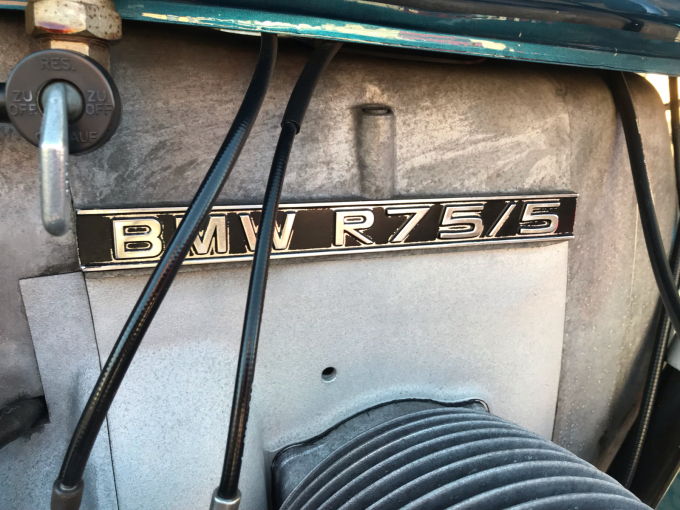 RES.
ZU ZU
OFF OFF
BMW R75/5